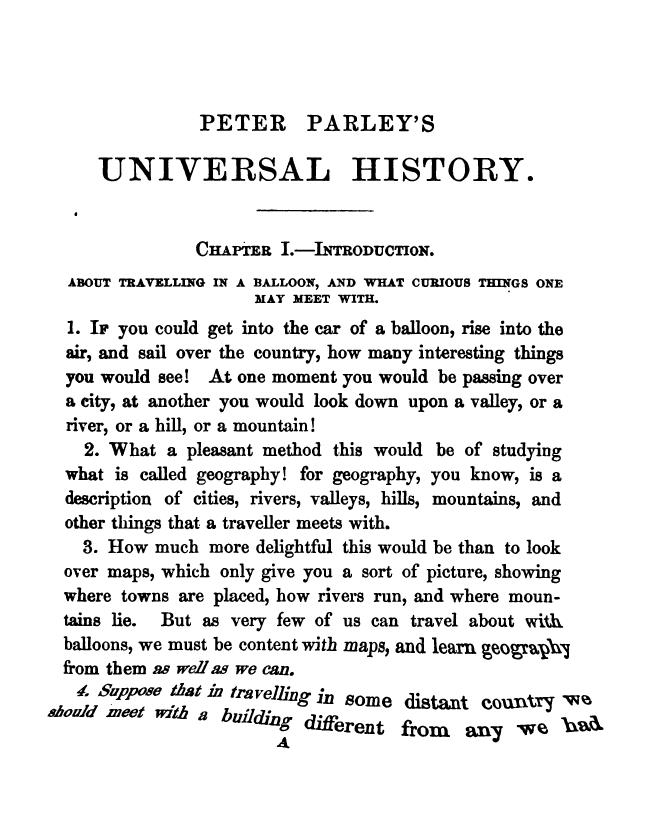 PETER PARLEY'S
UNIVERSAL HISTORY.
CHAPTER I.—INTRODUCTION.
ABOUT TRAVELLING IN A BALLOON, AND WHAT CURIOUS THINGS ONE
MAY MEET WITH.
1. IF you could get into the car of a balloon, rise into the
air, and sail over the country, how many interesting things
you would see! At one moment you would be passing over
a city, at another you would look down upon a valley, or a
river, or a hill, or a mountain!
2. What a pleasant method this would be of studying
what is called geography! for geography, you know, is a
description of cities, rivers, valleys, hills, mountains, and
other things that a traveller meets with.
3. How much more delightful this would be than to look
over maps, which only give you a sort of picture, showing
where towns are placed, how rivers run, and where moun-
tains lie. But as very few of us can travel about with
balloons, we must be content with maps, and learn geography
from them as well as we can.
4. Suppose that in travelling in some distant country we
should meet with a building different from any we had
A